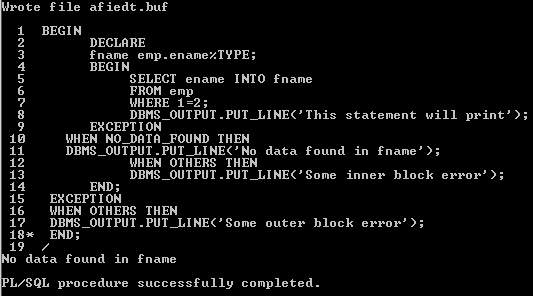 Wrote file afiedt.buf
  1  BEGIN
  2        DECLARE
  3        fname emp.ename%TYPE;
  4        BEGIN
  5             SELECT ename INTO fname
  6             FROM emp
  7             WHERE 1=2;
  8             DBMS_OUTPUT.PUT_LINE('This statement will print');
  9        EXCEPTION
 10     WHEN NO_DATA_FOUND THEN
 11     DBMS_OUTPUT.PUT_LINE('No data found in fname');
 12             WHEN OTHERS THEN
 13             DBMS_OUTPUT.PUT_LINE('Some inner block error');
 14        END;
 15   EXCEPTION
 16   WHEN OTHERS THEN
 17   DBMS_OUTPUT.PUT_LINE('Some outer block error');
 18*  END;
 19  /
No data found in fname
PL/SQL procedure successfully completed.